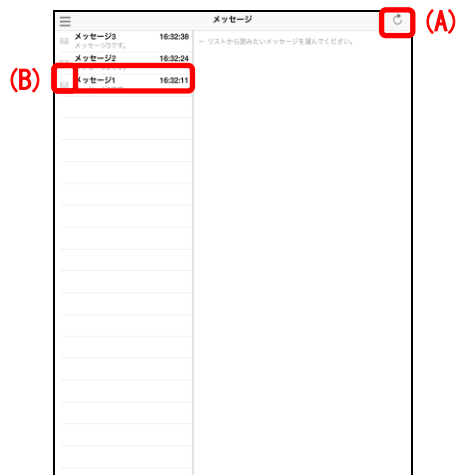 メッセージ
(A)
メッセージ3 16:32:38
メッセージ3です。
← リストから読みたいメッセージを選んでください。
メッセージ2 16:32:24
(B)
メッセージ1 16:32:11